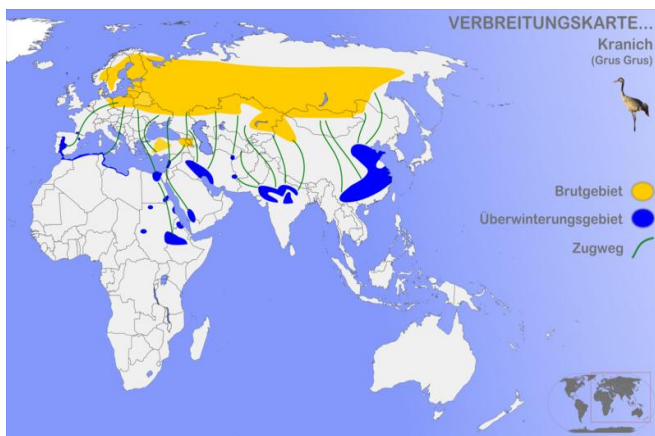 VERBREITUNGSKARTE...
Kranich
(Grus Grus)
Brutgebiet
Überwinterungsgebiet
Zugweg